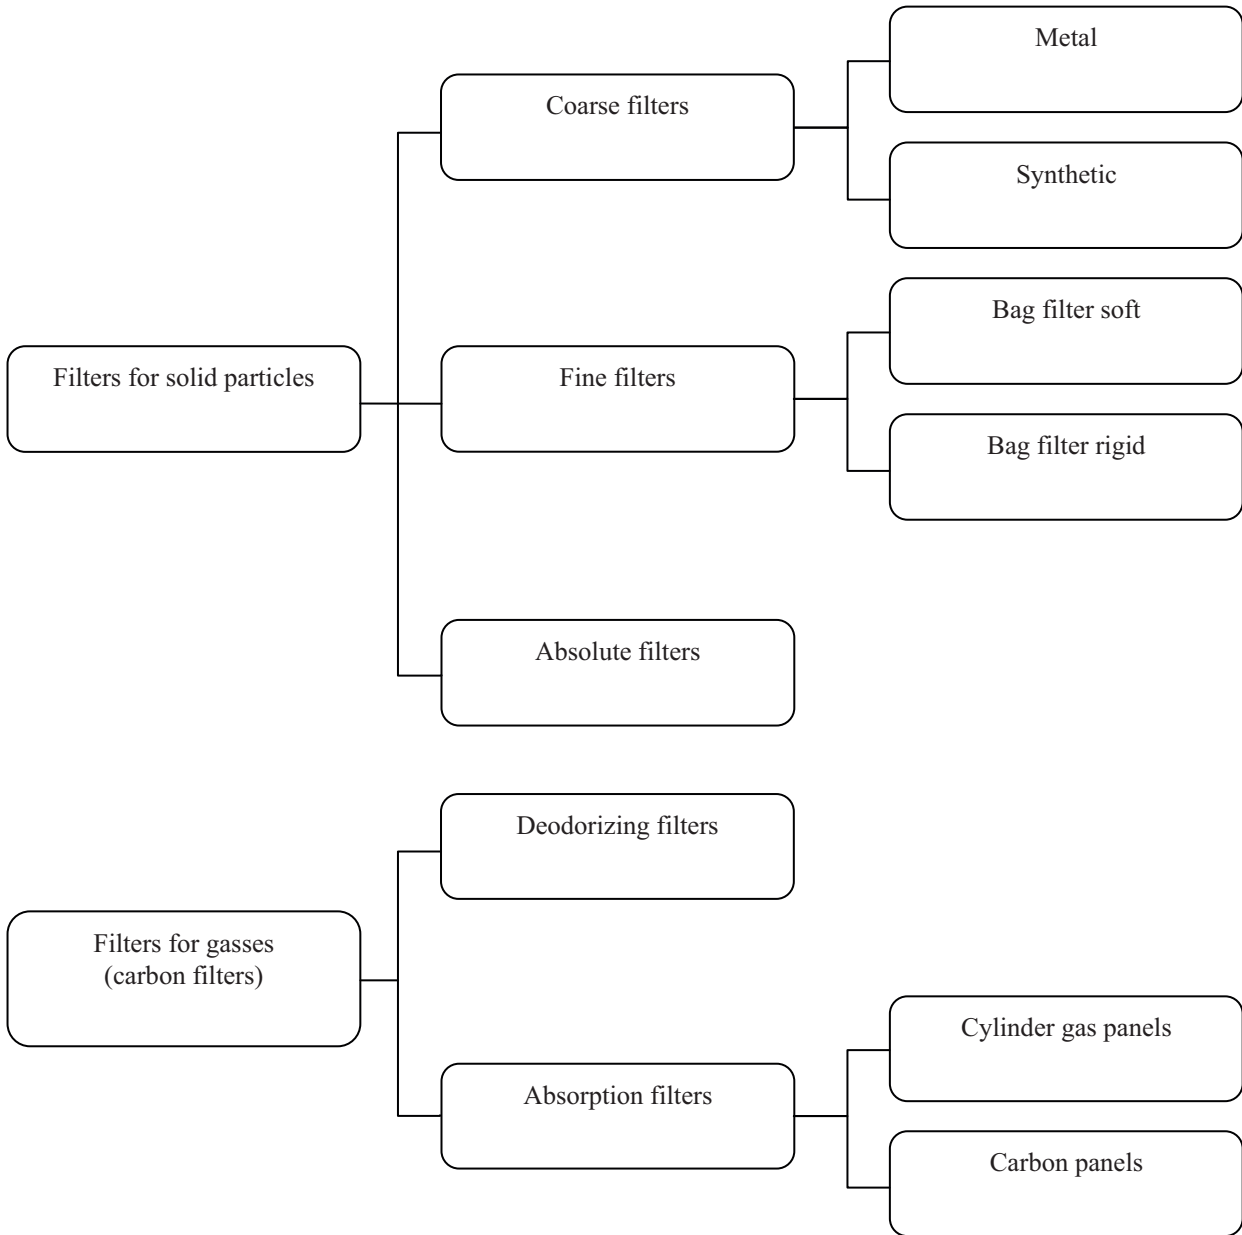 Metal
Coarse filters
Synthetic
Bag filter soft
Filters for solid particles
Fine filters
Bag filter rigid
Absolute filters
Deodorizing filters
Filters for gasses
(carbon filters)
Cylinder gas panels
Absorption filters
Carbon panels